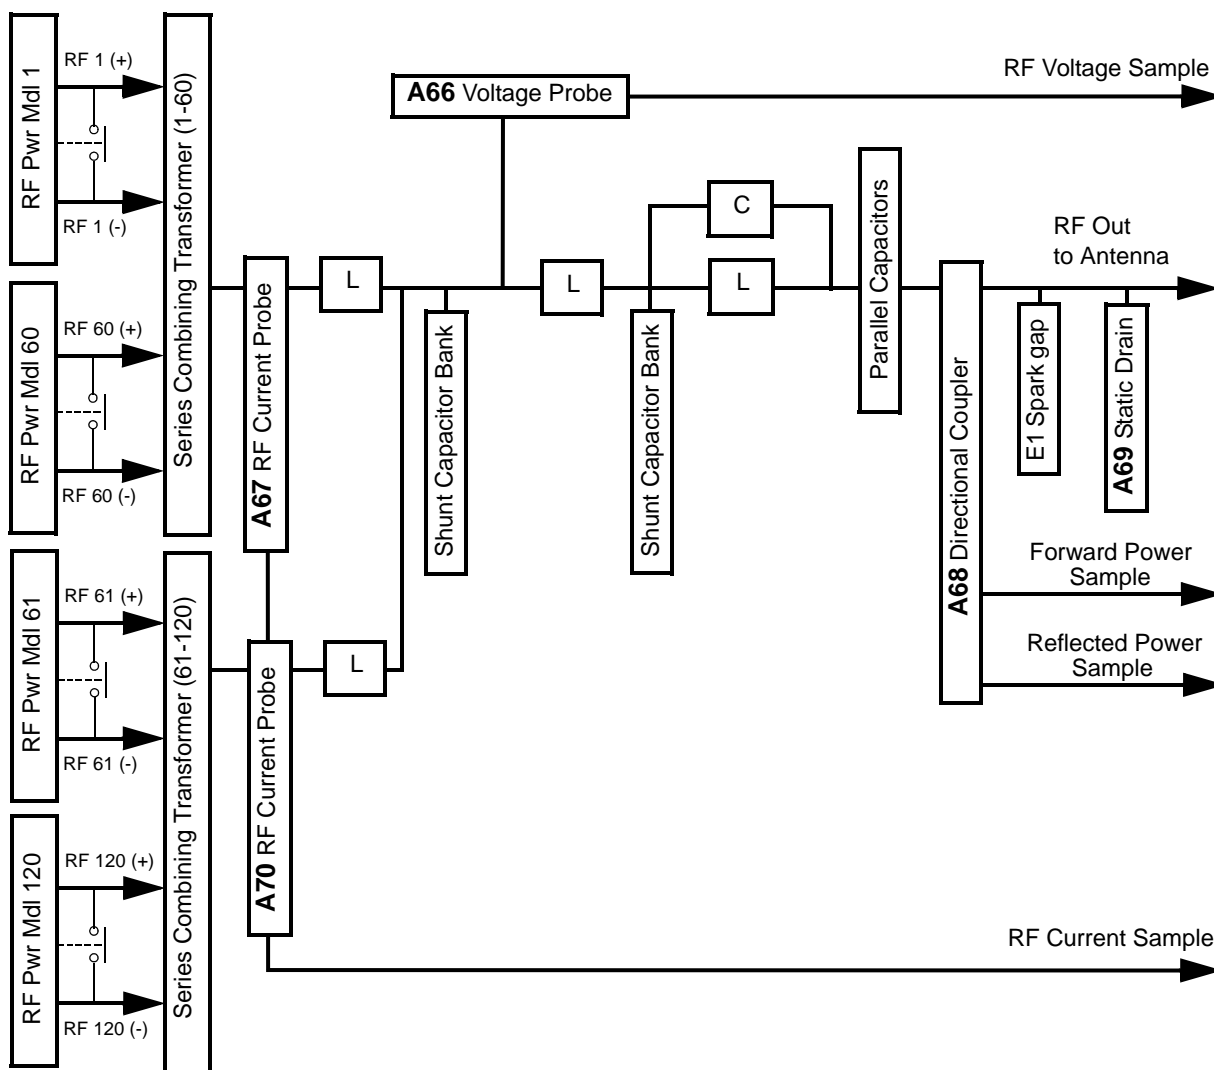 RF Pwr Mdl 1
RF 1 (+)
RF 1 (-)
RF Pwr Mdl 60
RF 60 (+)
RF 60 (-)
Series Combining Transformer (1-60)
RF Pwr Mdl 61
RF 61 (+)
RF 61 (-)
RF Pwr Mdl 120
RF 120 (+)
RF 120 (-)
Series Combining Transformer (61-120)
A67 RF Current Probe
A70 RF Current Probe
L
L
A66 Voltage Probe
RF Voltage Sample
Shunt Capacitor Bank
L
Shunt Capacitor Bank
C
L
Parallel Capacitors
A68 Directional Coupler
RF Out
to Antenna
E1 Spark gap
A69 Static Drain
Forward Power
Sample
Reflected Power
Sample
RF Current Sample